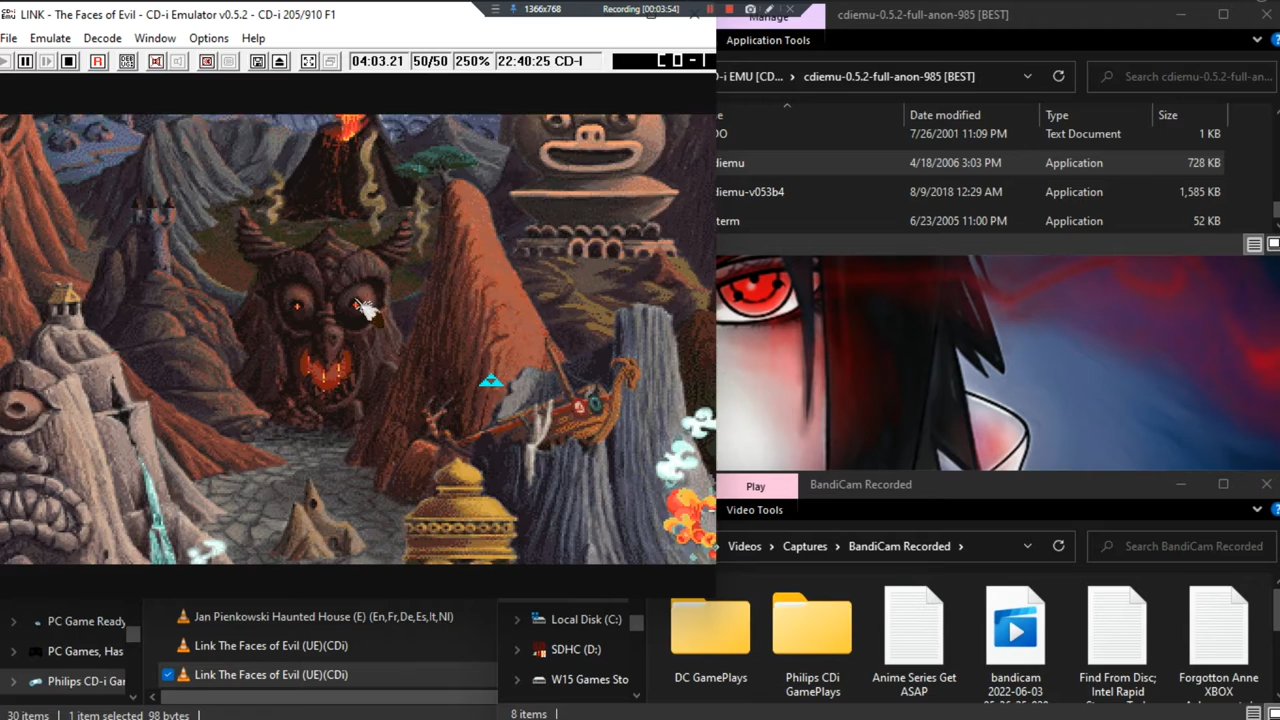 LINK - The Faces of Evil - CD-i Emulator v0.5.2 - CD-i 205/910 F1
File Emulate Decode Window Options Help
04:03.21 50/50 250% 22:40:25 CD-I CD-I
1366x768 Recording [00:03:54]
Manage cdiemu-0.5.2-full-anon-985 [BEST]
Application Tools
D-i EMU [CD... > cdiemu-0.5.2-full-anon-985 [BEST]
Search cdiemu-0.5.2-full-an...
Date modified Type Size
7/26/2001 11:09 PM Text Document 1 KB
diemu 4/18/2006 3:03 PM Application 728 KB
diemu-v053b4 8/9/2018 12:29 AM Application 1,585 KB
term 6/23/2005 11:00 PM Application 52 KB
Play BandiCam Recorded
Video Tools
Videos > Captures > BandiCam Recorded >
Search BandiCam Recorded
DC GamePlays
Philips CDi
GamePlays
Anime Series Get
ASAP
bandicam
2022-06-03
Find From Disc;
Intel Rapid
Forgotten Anne
XBOX
PC Game Ready
PC Games, Has
Philips CD-i Gar
Jan Pienkowski Haunted House (E) (En,Fr,De,Es,It,Nl)
Link The Faces of Evil (UE)(CDi)
Link The Faces of Evil (UE)(CDi)
Local Disk (C:)
SDHC (D:)
W15 Games Sto
30 items 1 item selected 98 bytes
8 items